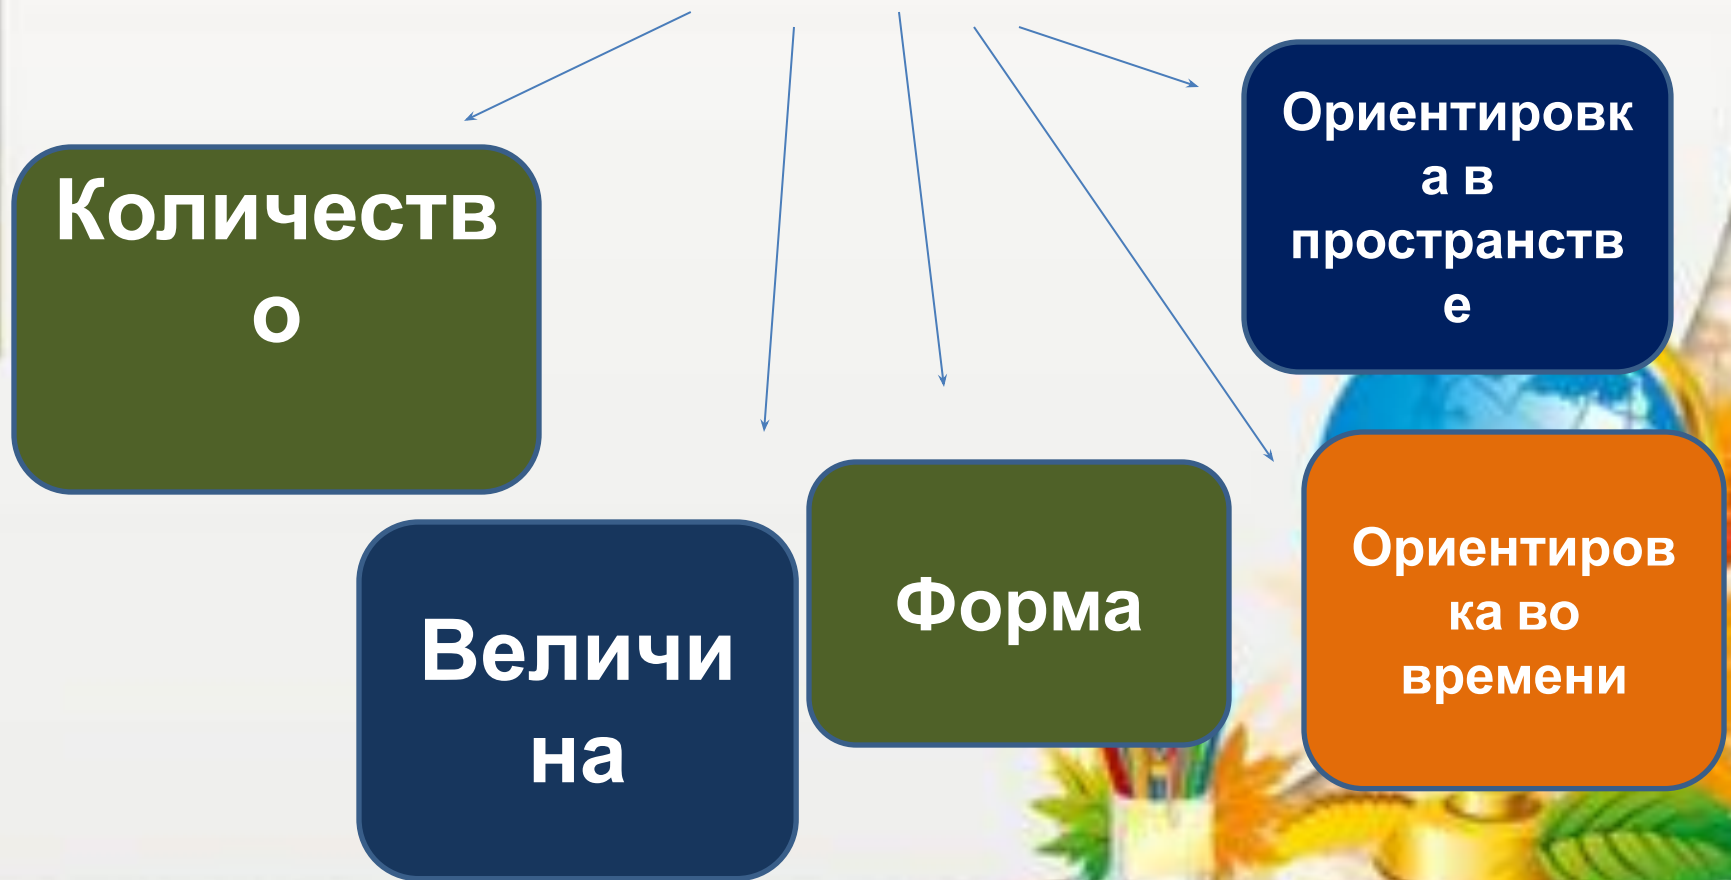 Количеств
о
Величи
на
Форма
Ориентировк
а в
пространств
е
Ориентиров
ка во
времени